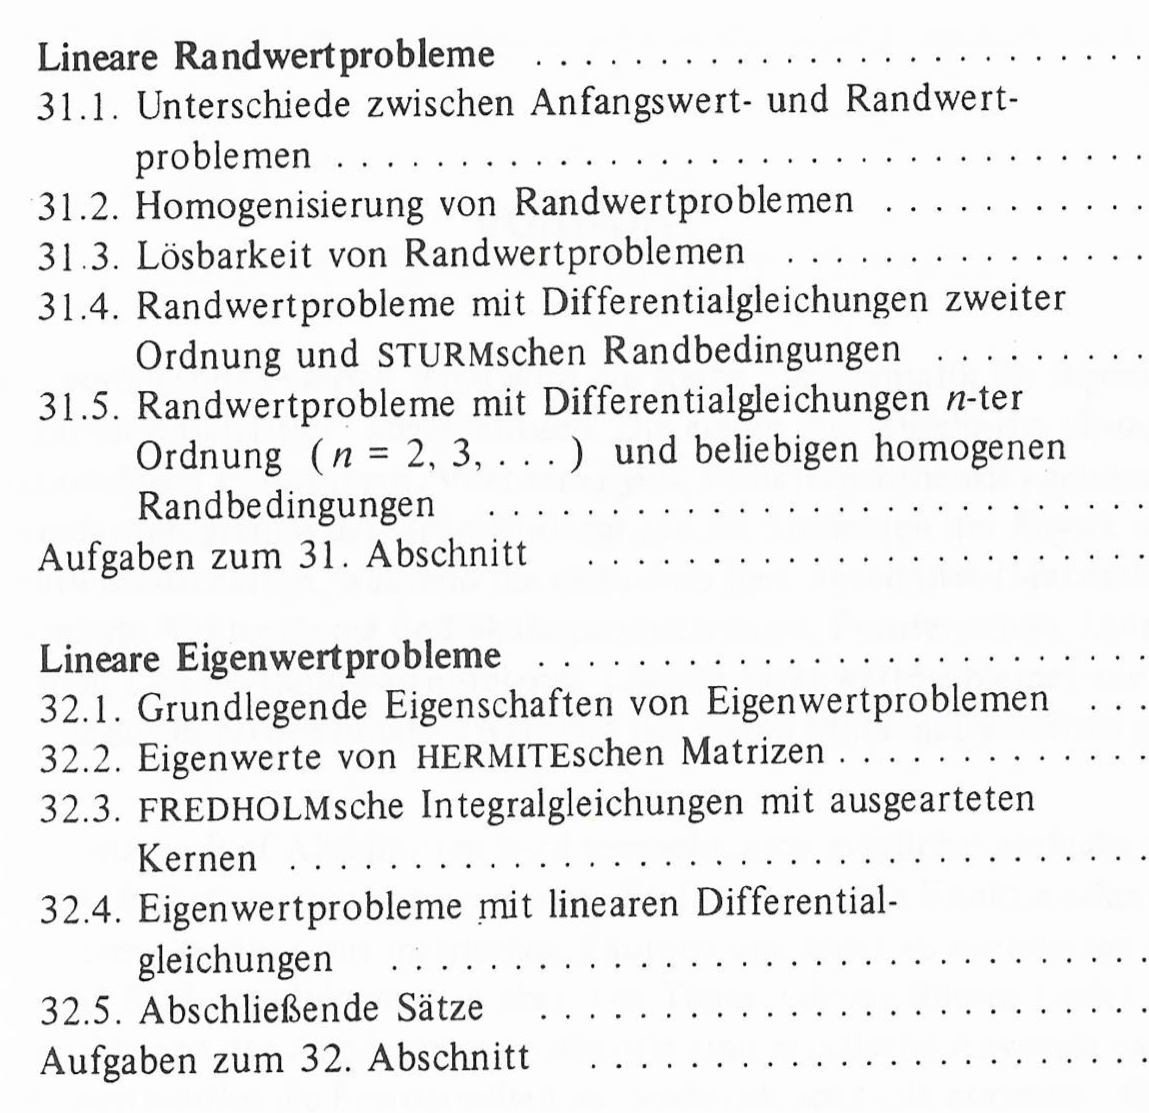 Lineare Randwertprobleme . . . . . . . . . . . . . . . . . . . . . . . .
31.1. Unterschiede zwischen Anfangswert- und Randwert-
problemen . . . . . . . . . . . . . . . . . . . . . . . . . . . . . . . .
31.2. Homogenisierung von Randwertproblemen . . . . . . . . . . .
31.3. Lösbarkeit von Randwertproblemen . . . . . . . . . . . . . . .
31.4. Randwertprobleme mit Differentialgleichungen zweiter
Ordnung und STURMschen Randbedingungen . . . . . . . . .
31.5. Randwertprobleme mit Differentialgleichungen n-ter
Ordnung (n = 2, 3, . . . ) und beliebigen homogenen
Randbedingungen . . . . . . . . . . . . . . . . . . . . . . . . . .
Aufgaben zum 31. Abschnitt . . . . . . . . . . . . . . . . . . . . . .
Lineare Eigenwertprobleme . . . . . . . . . . . . . . . . . . . . . . . .
32.1. Grundlegende Eigenschaften von Eigenwertproblemen . . .
32.2. Eigenwerte von HERMITEschen Matrizen . . . . . . . . . . . . .
32.3. FREDHOLMsche Integralgleichungen mit ausgearteten
Kernen . . . . . . . . . . . . . . . . . . . . . . . . . . . . . . . . . .
32.4. Eigenwertprobleme mit linearen Differential-
gleichungen . . . . . . . . . . . . . . . . . . . . . . . . . . . . . .
32.5. Abschließende Sätze . . . . . . . . . . . . . . . . . . . . . . . .
Aufgaben zum 32. Abschnitt . . . . . . . . . . . . . . . . . . . . . .